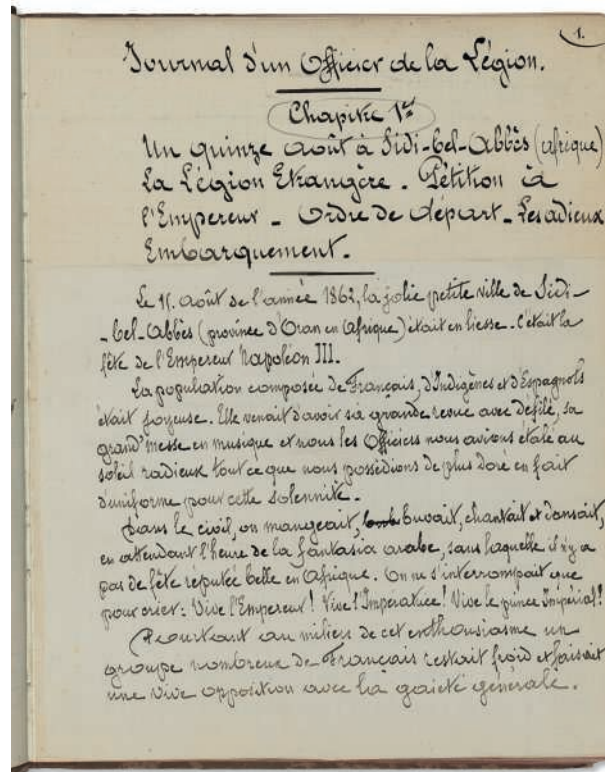 1.
Journal d'un Officier de la Légion.
Chapitre 1er
Un quinze août à Sidi-bel-Abbès (Afrique)
La Légion Etrangère - Pétition à
l'Empereur - Ordre de départ - Les adieux
Embarquement.
Le 15 août de l'année 1862, la jolie petite ville de Sidi-
-bel-Abbès (province d'Oran en Afrique) était en liesse - C'était la
fête de l'Empereur Napoléon III.
La population composée de Français, d'Indigènes et d'Espagnols
était joyeuse. Elle venait d'avoir sa grande revue avec défilé, sa
grand'messe en musique et nous les Officiers nous avions étalé au
soleil radieux tout ce que nous possédions de plus doré en fait
d'uniforme pour cette solennité.
Dans le civil, on mangeait, buvait, chantait et dansait,
en attendant l'heure de la fantasia arabe, sans laquelle il n'y a
pas de fête réputée belle en Afrique. On ne s'interrompait que
pour crier : Vive l'Empereur ! Vive l'Impératrice ! Vive le prince Impérial !
Pourtant au milieu de cet enthousiasme un
groupe nombreux de Français restait froid et faisait
une vive opposition avec la gaieté générale.